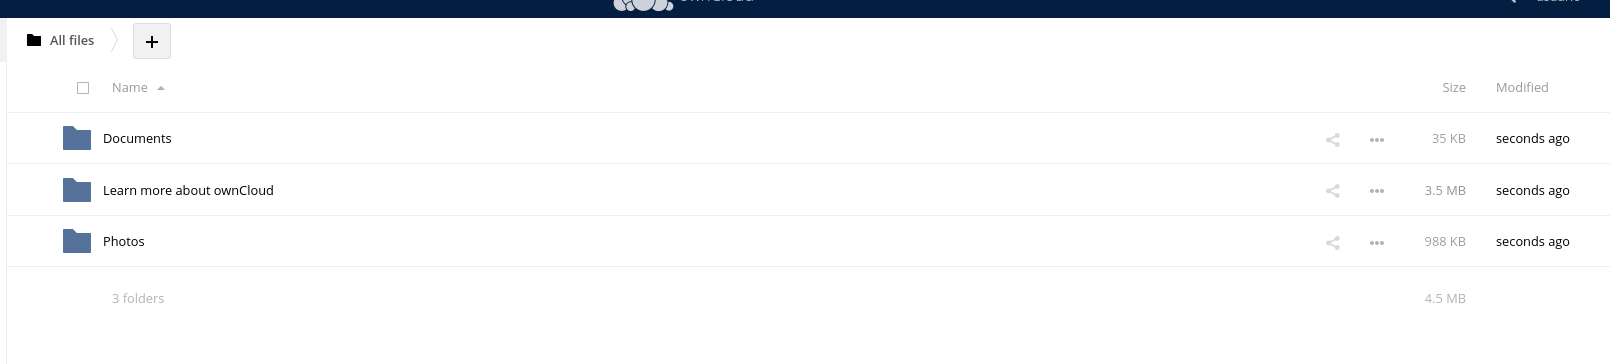 All files
+
Name Size Modified
Documents 35 KB seconds ago
Learn more about ownCloud 3.5 MB seconds ago
Photos 988 KB seconds ago
3 folders 4.5 MB